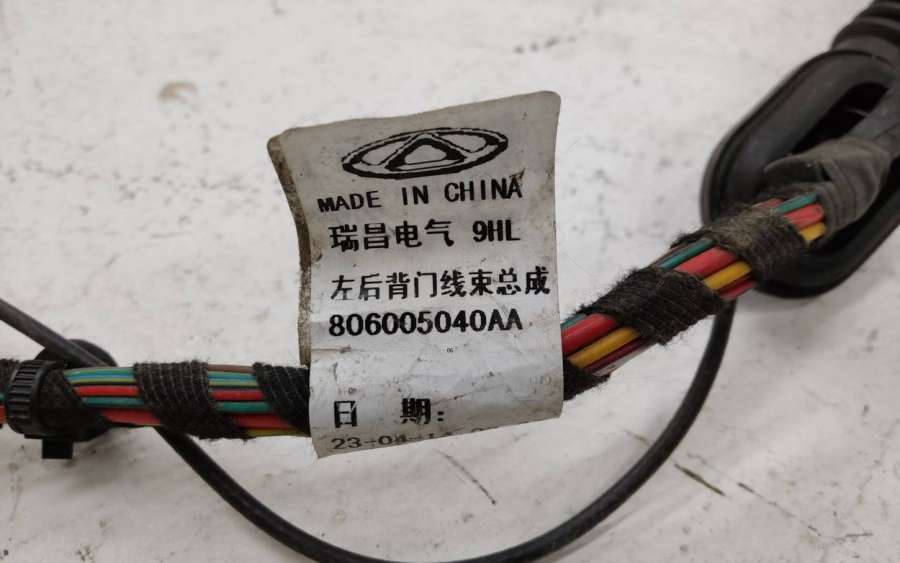 MADE IN CHINA
瑞昌电气 9HL
左后背门线束总成
806005040AA
日 期: